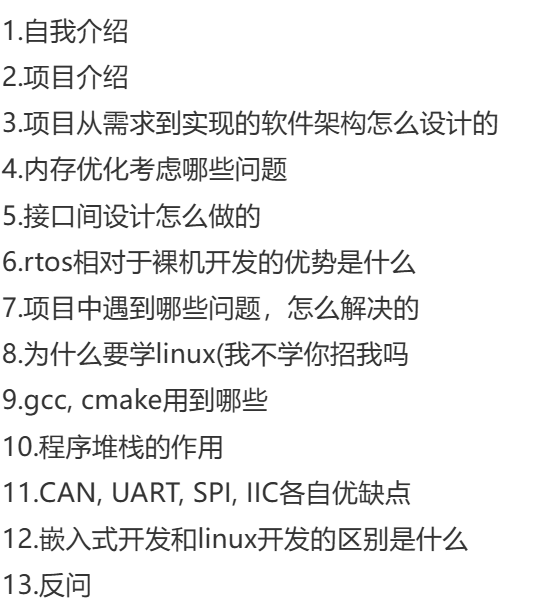 1.自我介绍
2.项目介绍
3.项目从需求到实现的软件架构怎么设计的
4.内存优化考虑哪些问题
5.接口间设计怎么做的
6.rtos相对于裸机开发的优势是什么
7.项目中遇到哪些问题，怎么解决的
8.为什么要学linux(我不学你招我吗
9.gcc, cmake用到哪些
10.程序堆栈的作用
11.CAN, UART, SPI, IIC各自优缺点
12.嵌入式开发和linux开发的区别是什么
13.反问